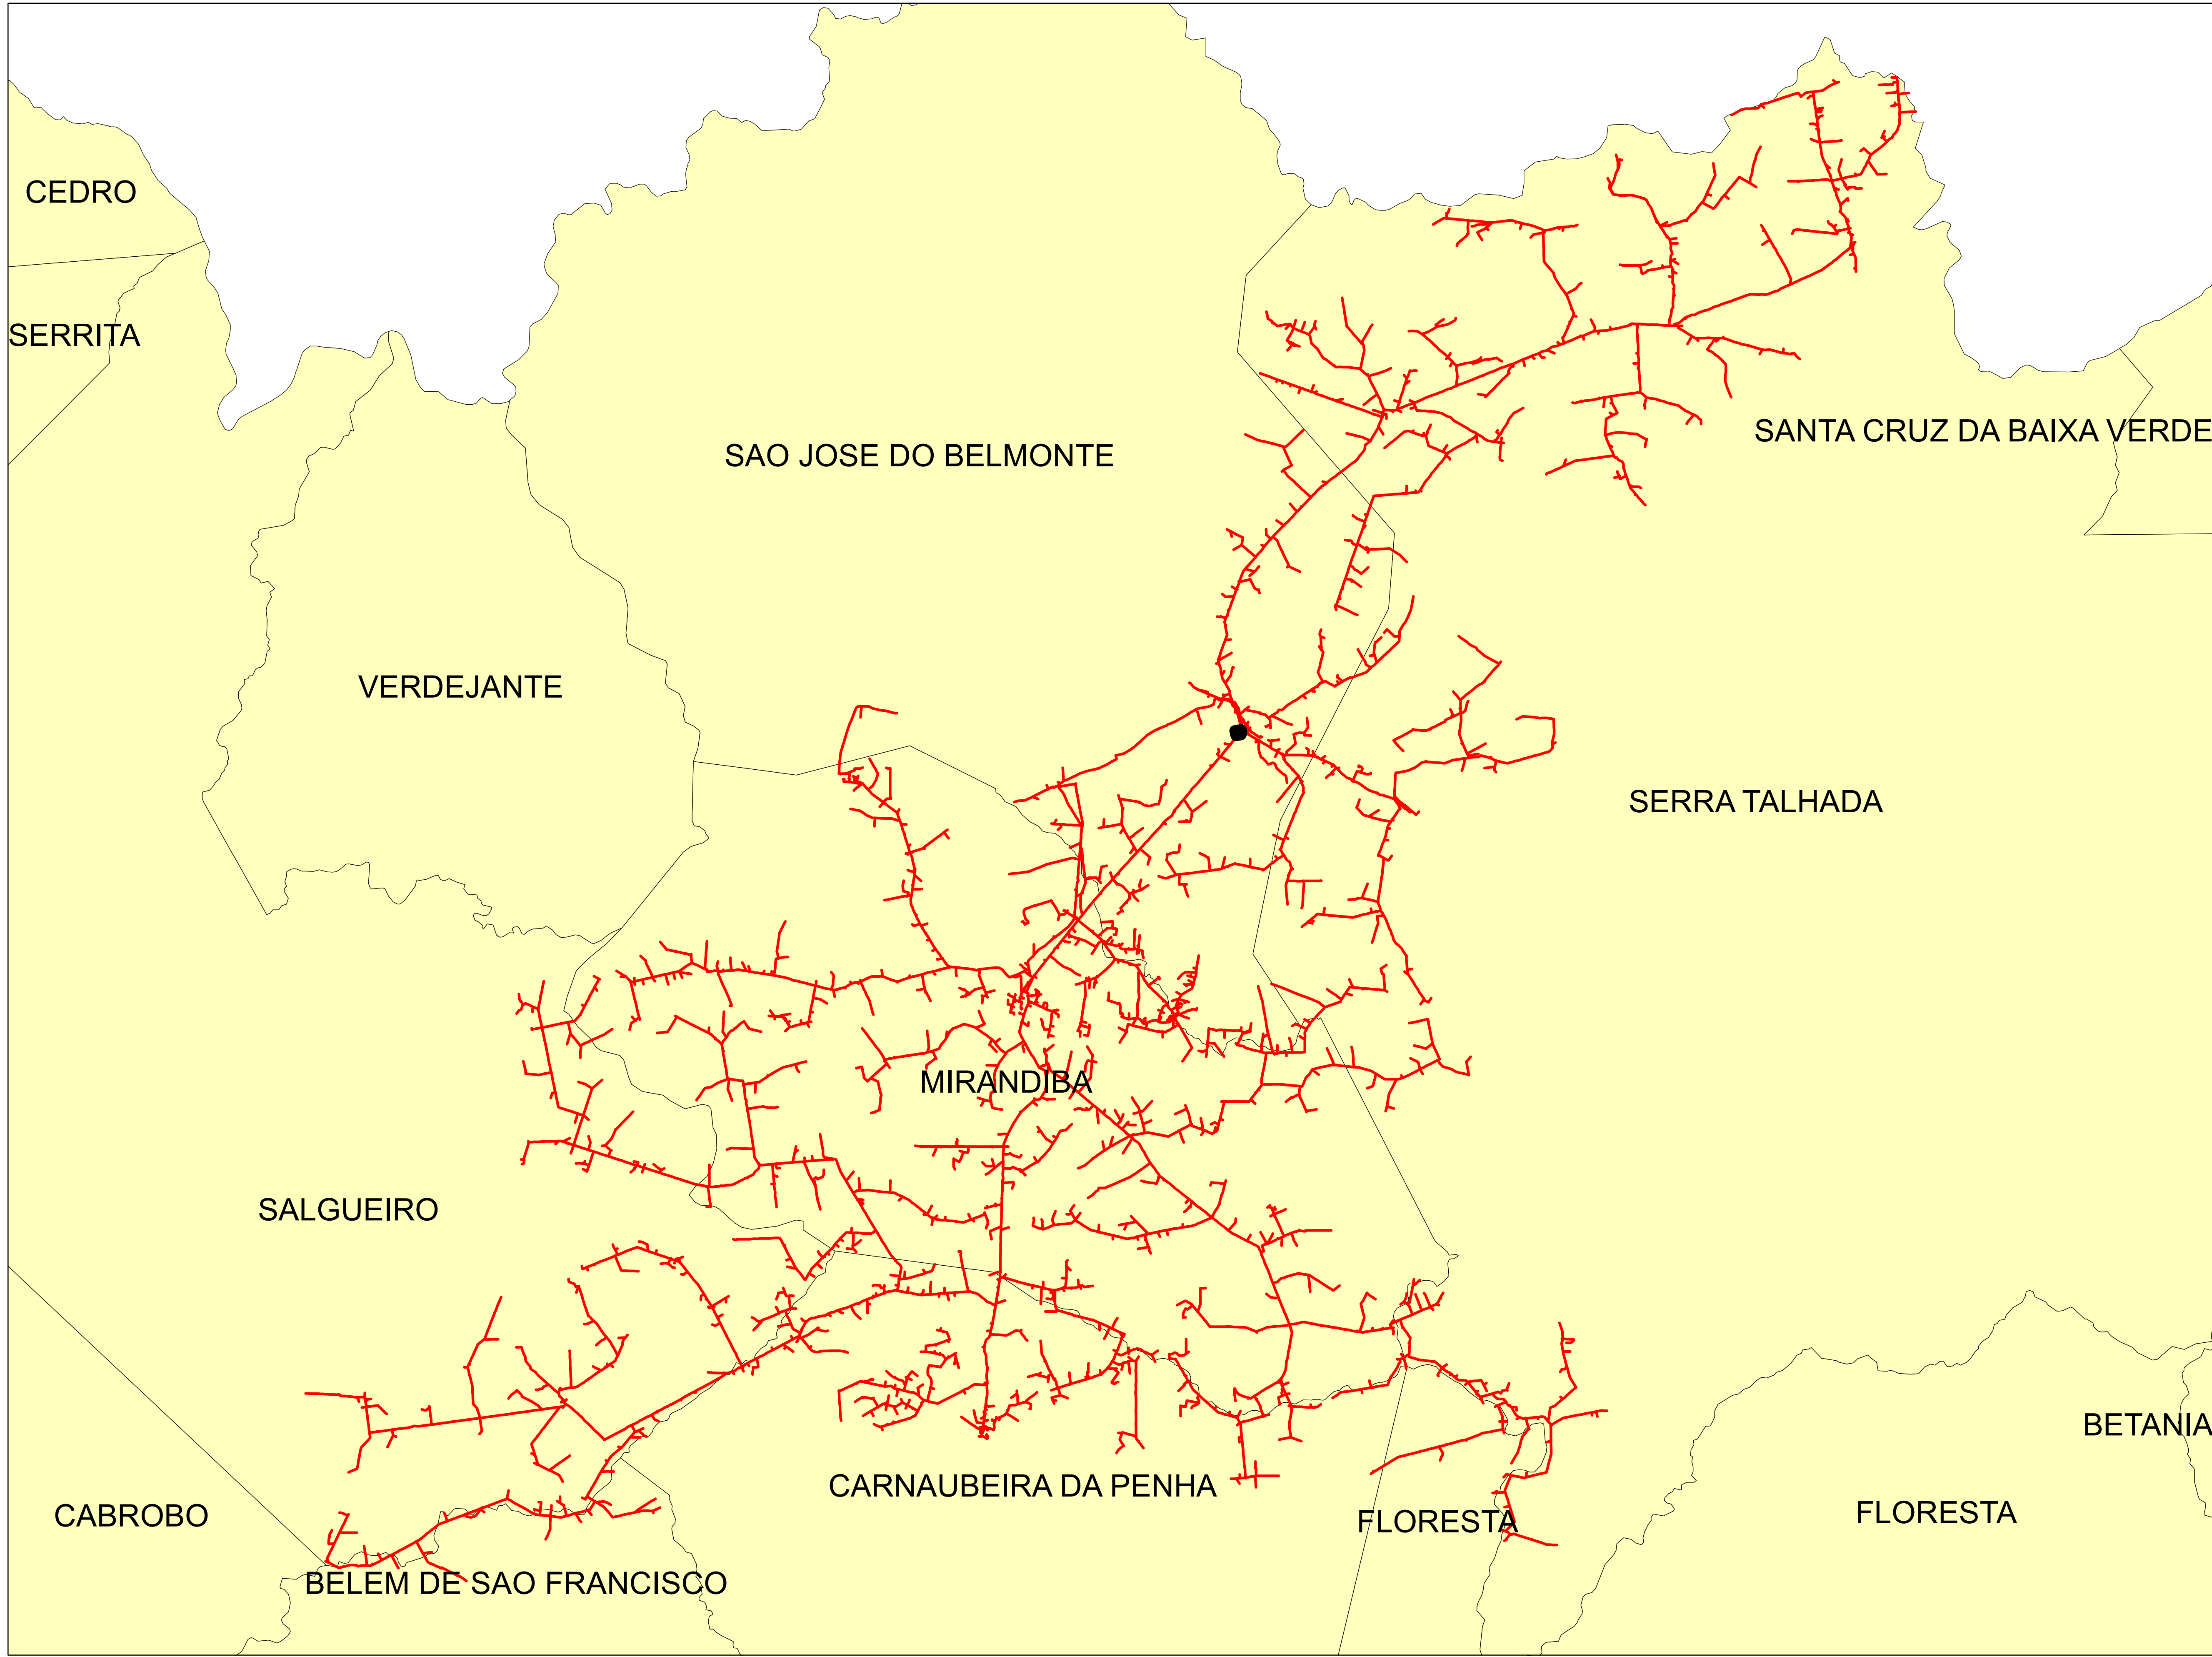 CEDRO
SERRITA
SANTA CRUZ DA BAIXA VERDE
SAO JOSE DO BELMONTE
VERDEJANTE
SERRA TALHADA
MIRANDIBA
SALGUEIRO
BETANIA
CARNAUBEIRA DA PENHA
FLORESTA
FLORESTA
CABROBO
BELEM DE SAO FRANCISCO